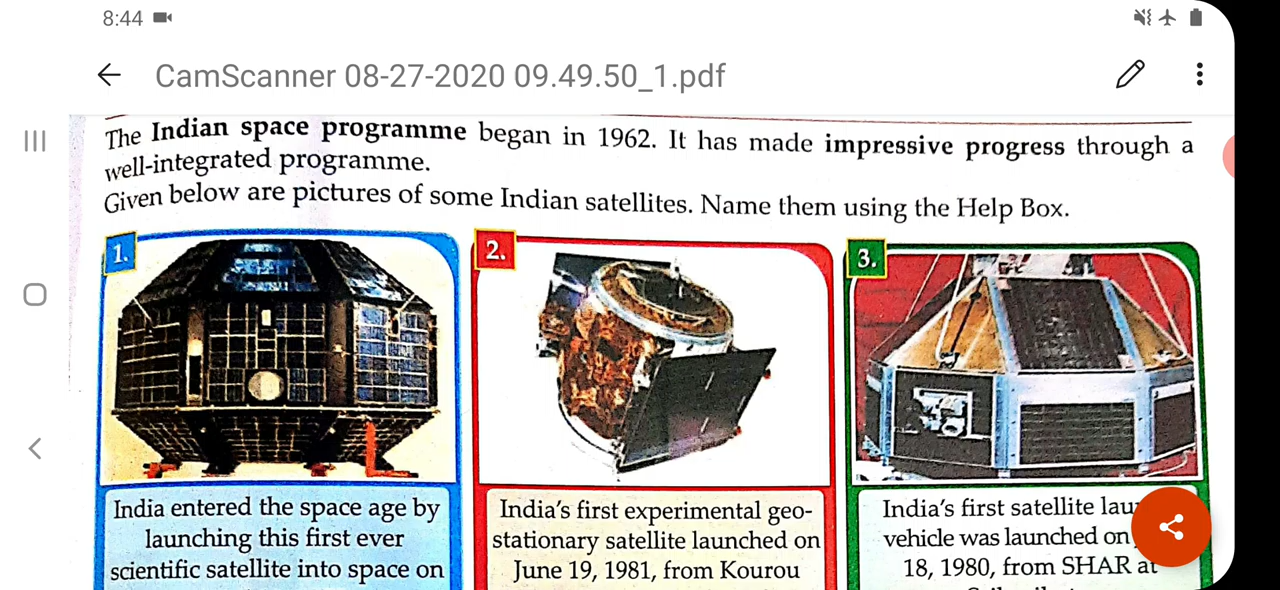 8:44
CamScanner 08-27-2020 09.49.50_1.pdf
The Indian space programme began in 1962. It has made impressive progress through a
well-integrated programme.
Given below are pictures of some Indian satellites. Name them using the Help Box.
1.
2.
3.
India entered the space age by
launching this first ever
scientific satellite into space on
India's first experimental geo-
stationary satellite launched on
June 19, 1981, from Kourou
India's first satellite
vehicle was launched on
18, 1980, from SHAR at